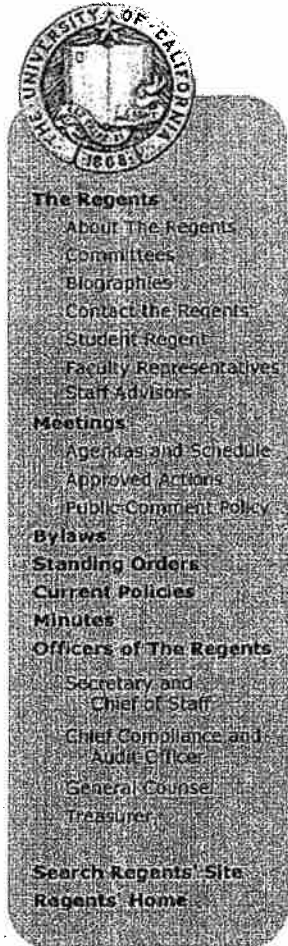 THE UNIVERSITY OF CALIFORNIA
1868
The Regents
About The Regents
Committees
Biographies
Contact the Regents
Student Regent
Faculty Representatives
Staff Advisors
Meetings
Agendas and Schedule
Approved Actions
Public Comment Policy
Bylaws
Standing Orders
Current Policies
Minutes
Officers of The Regents
Secretary and
Chief of Staff
Chief Compliance and
Audit Officer
General Counsel
Treasurer
Search Regents' Site
Regents' Home